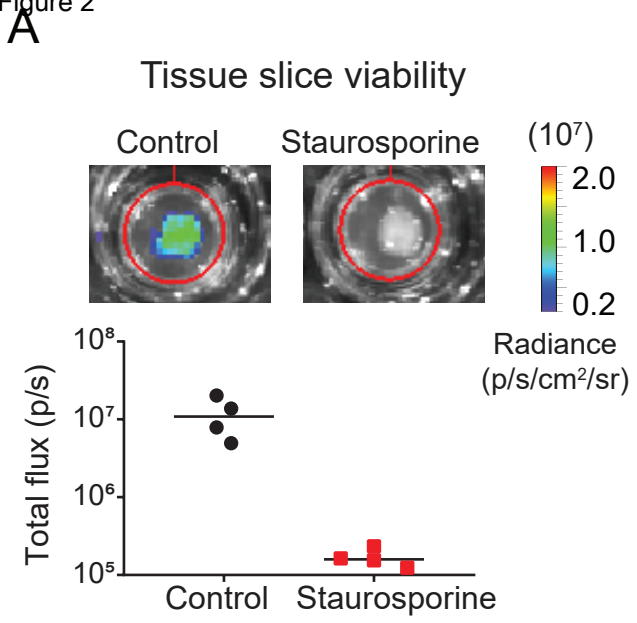 Figure 2
A
Tissue slice viability
Control
Staurosporine
(10⁷)
2.0
1.0
0.2
Radiance
(p/s/cm²/sr)
Total flux (p/s)
10⁸
10⁷
10⁶
10⁵
Control
Staurosporine